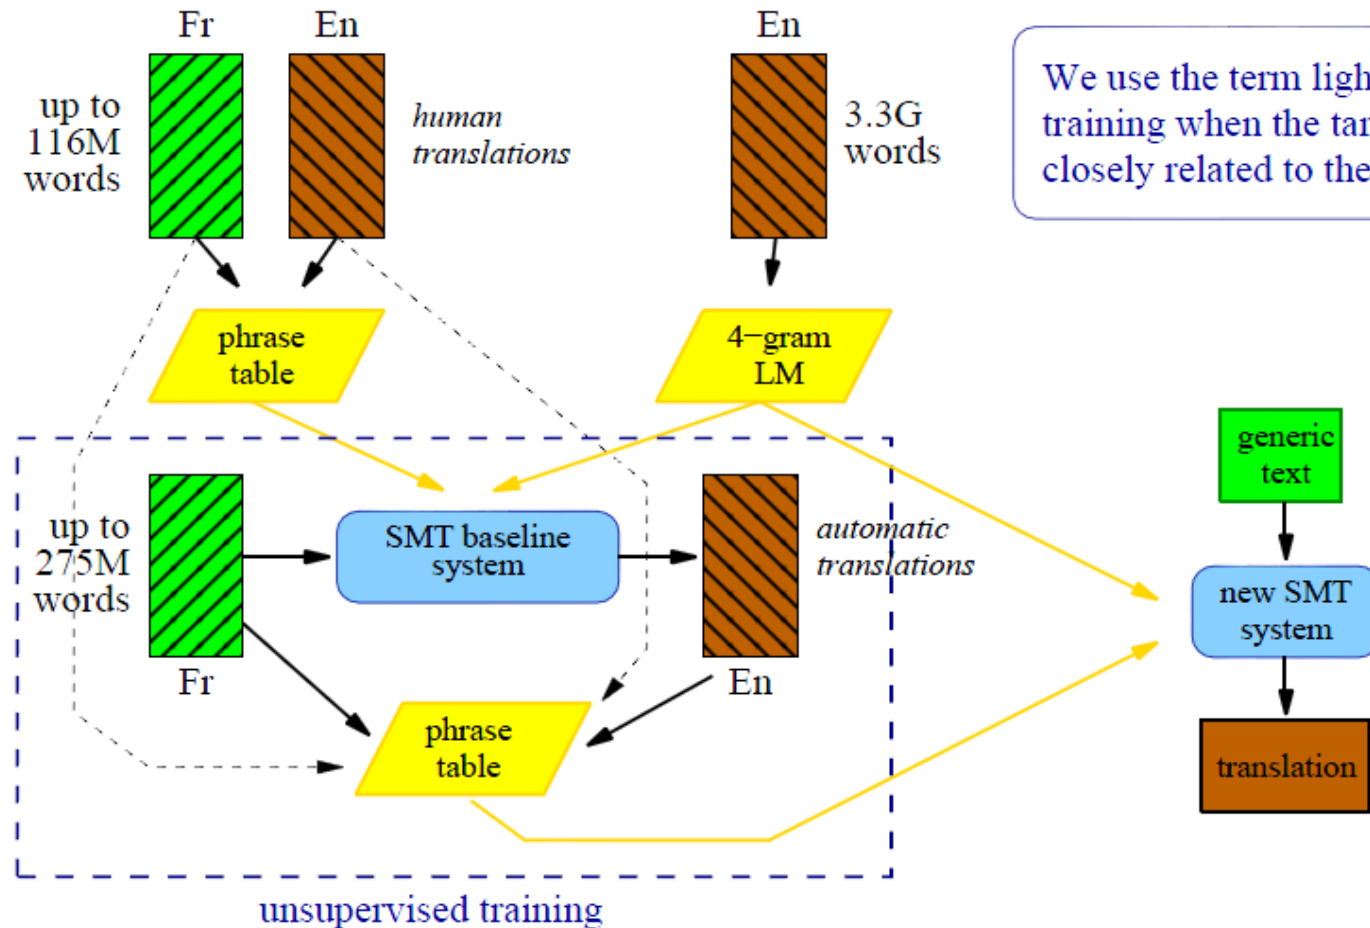 Fr
En
En
up to
116M
words
human
translations
3.3G
words
We use the term ligh
training when the tar
closely related to the
phrase
table
4−gram
LM
generic
text
up to
275M
words
SMT baseline
system
automatic
translations
new SMT
system
Fr
En
phrase
table
translation
unsupervised training